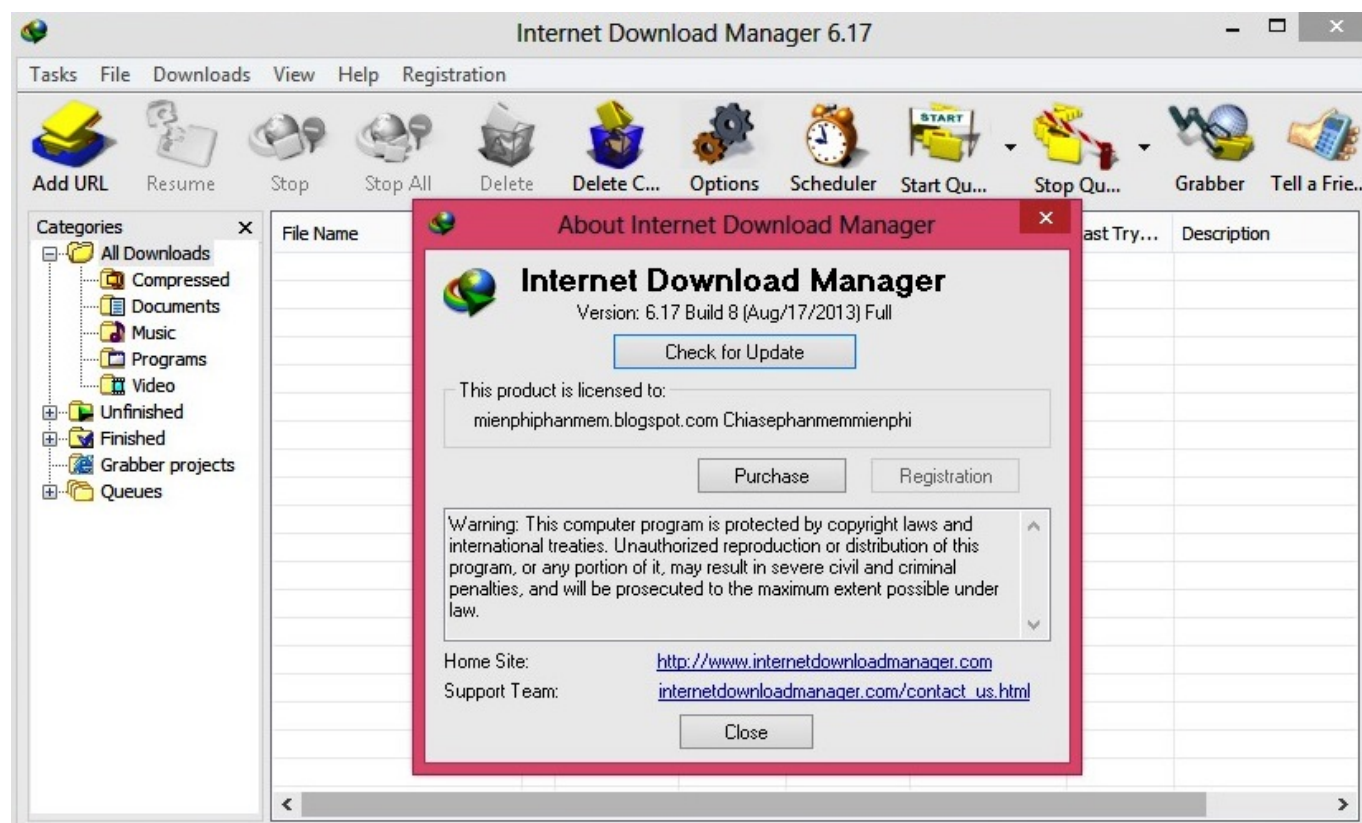 Internet Download Manager 6.17
Tasks File Downloads View Help Registration
Add URL Resume Stop Stop All Delete Delete C... Options Scheduler Start Qu... Stop Qu... Grabber Tell a Frie..
START
Categories
All Downloads
Compressed
Documents
Music
Programs
Video
Unfinished
Finished
Grabber projects
Queues
File Name
ast Try...
Description
About Internet Download Manager
Internet Download Manager
Version: 6.17 Build 8 (Aug/17/2013) Full
Check for Update
This product is licensed to:
mienphiphanmem.blogspot.com Chiasephanmemmienphi
Purchase
Registration
Warning: This computer program is protected by copyright laws and
international treaties. Unauthorized reproduction or distribution of this
program, or any portion of it, may result in severe civil and criminal
penalties, and will be prosecuted to the maximum extent possible under
law.
Home Site: http://www.internetdownloadmanager.com
Support Team: internetdownloadmanager.com/contact_us.html
Close